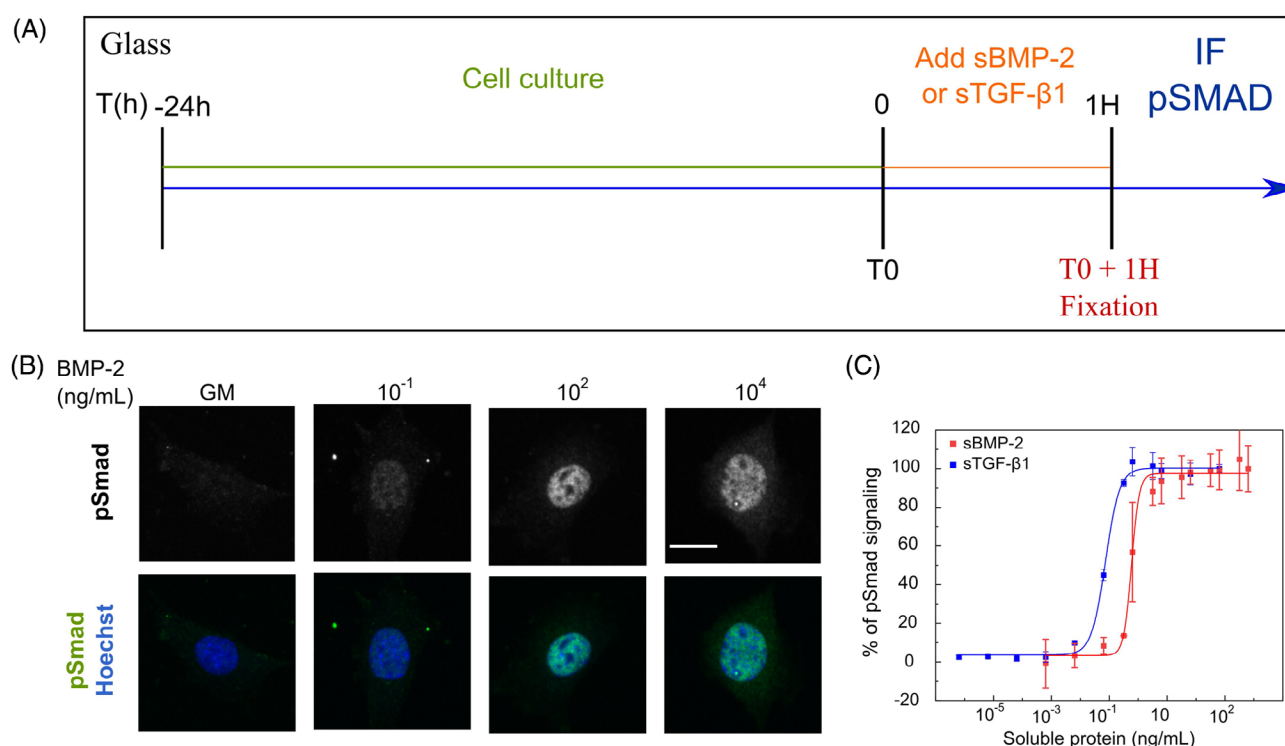 (A)
Glass
Cell culture
Add sBMP-2
or sTGF-β1
IF
pSMAD
T(h) -24h
0
1H
T0
T0 + 1H
Fixation
(B)
BMP-2
(ng/mL)
GM
10⁻¹
10²
10⁴
pSmad
pSmad
Hoechst
(C)
% of pSmad signaling
120
100
80
60
40
20
0
-20
sBMP-2
sTGF-β1
10⁻⁵
10⁻³
10⁻¹
10
10²
Soluble protein (ng/mL)